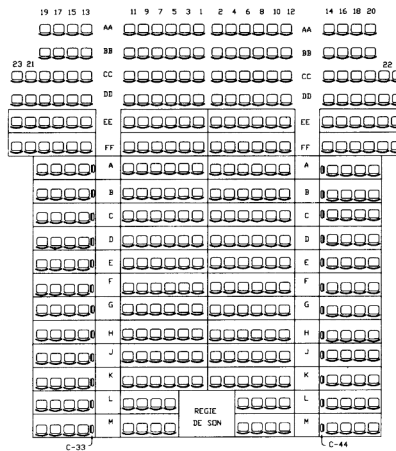 19 17 15 13 11 9 7 5 3 1 2 4 6 8 10 12 14 16 18 20
AA AA
BB BB
23 21 22
CC CC
DD DD
EE EE
FF FF
A A
B B
C C
D D
E E
F F
G G
H H
J J
K K
L REGIE L
M DE SON M
C-33 C-44